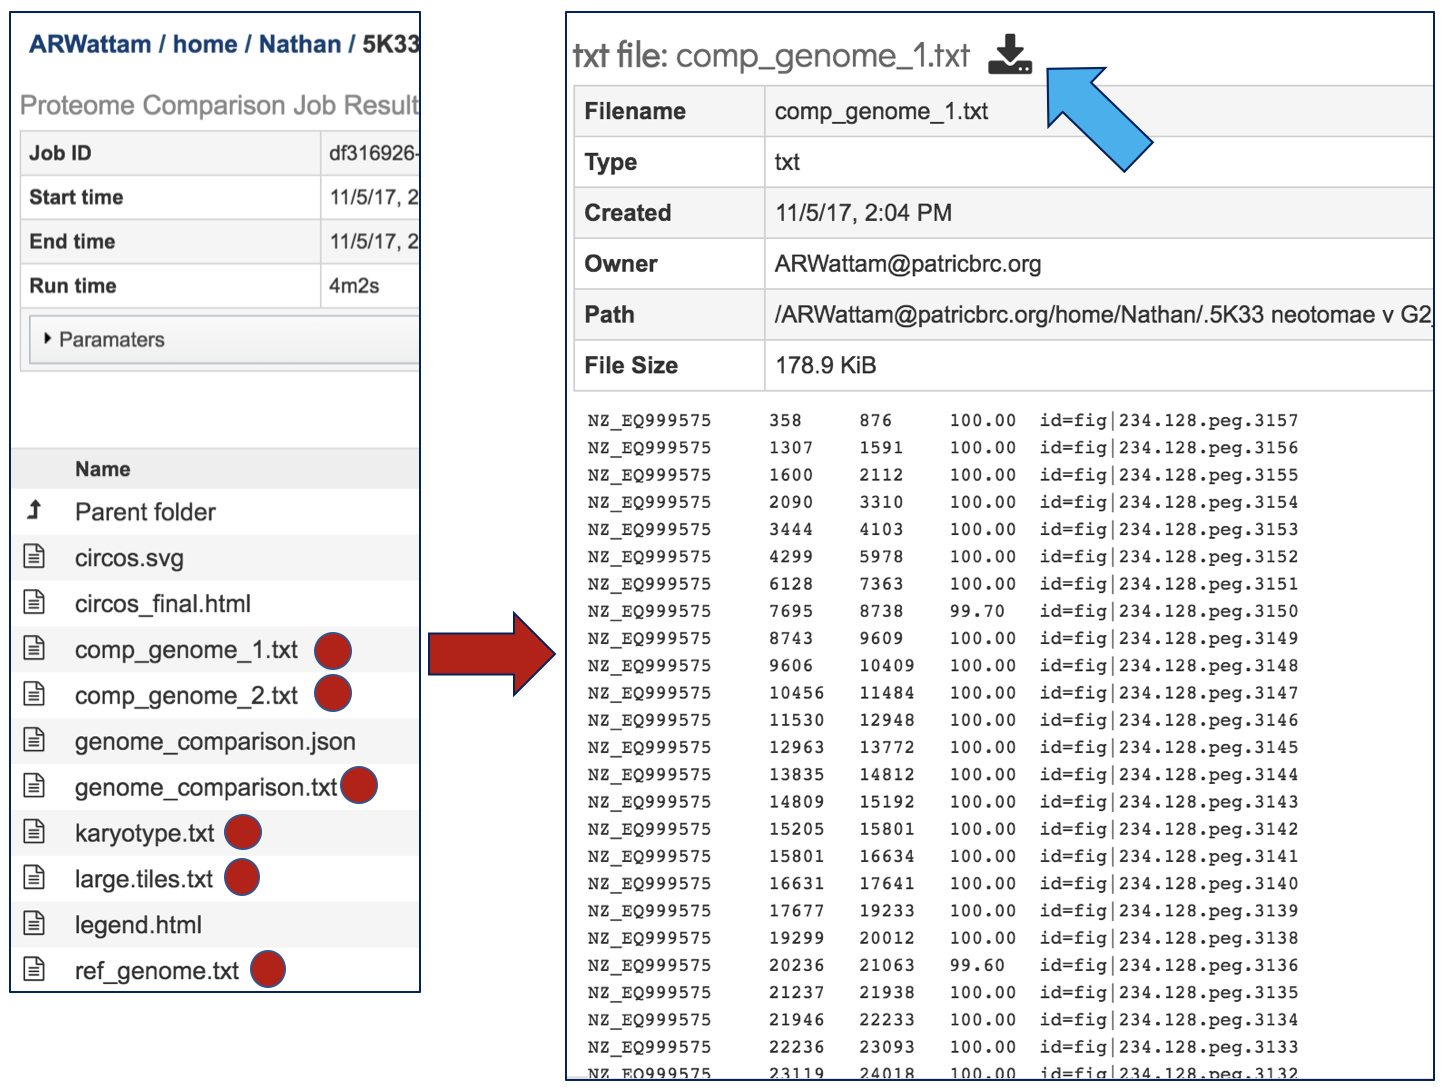 ARWattam / home / Nathan / 5K33
Proteome Comparison Job Result
Job ID df316926-
Start time 11/5/17, 2
End time 11/5/17, 2
Run time 4m2s
Paramaters
Name
Parent folder
circos.svg
circos_final.html
comp_genome_1.txt
comp_genome_2.txt
genome_comparison.json
genome_comparison.txt
karyotype.txt
large.tiles.txt
legend.html
ref_genome.txt
txt file: comp_genome_1.txt
Filename comp_genome_1.txt
Type txt
Created 11/5/17, 2:04 PM
Owner ARWattam@patricbrc.org
Path /ARWattam@patricbrc.org/home/Nathan/.5K33 neotomae v G2_
File Size 178.9 KiB
NZ_EQ999575 358 876 100.00 id=fig|234.128.peg.3157
NZ_EQ999575 1307 1591 100.00 id=fig|234.128.peg.3156
NZ_EQ999575 1600 2112 100.00 id=fig|234.128.peg.3155
NZ_EQ999575 2090 3310 100.00 id=fig|234.128.peg.3154
NZ_EQ999575 3444 4103 100.00 id=fig|234.128.peg.3153
NZ_EQ999575 4299 5978 100.00 id=fig|234.128.peg.3152
NZ_EQ999575 6128 7363 100.00 id=fig|234.128.peg.3151
NZ_EQ999575 7695 8738 99.70 id=fig|234.128.peg.3150
NZ_EQ999575 8743 9609 100.00 id=fig|234.128.peg.3149
NZ_EQ999575 9606 10409 100.00 id=fig|234.128.peg.3148
NZ_EQ999575 10456 11484 100.00 id=fig|234.128.peg.3147
NZ_EQ999575 11530 12948 100.00 id=fig|234.128.peg.3146
NZ_EQ999575 12963 13772 100.00 id=fig|234.128.peg.3145
NZ_EQ999575 13835 14812 100.00 id=fig|234.128.peg.3144
NZ_EQ999575 14809 15192 100.00 id=fig|234.128.peg.3143
NZ_EQ999575 15205 15801 100.00 id=fig|234.128.peg.3142
NZ_EQ999575 15801 16634 100.00 id=fig|234.128.peg.3141
NZ_EQ999575 16631 17641 100.00 id=fig|234.128.peg.3140
NZ_EQ999575 17677 19233 100.00 id=fig|234.128.peg.3139
NZ_EQ999575 19299 20012 100.00 id=fig|234.128.peg.3138
NZ_EQ999575 20236 21063 99.60 id=fig|234.128.peg.3136
NZ_EQ999575 21237 21938 100.00 id=fig|234.128.peg.3135
NZ_EQ999575 21946 22233 100.00 id=fig|234.128.peg.3134
NZ_EQ999575 22236 23093 100.00 id=fig|234.128.peg.3133
NZ_EQ999575 23119 24018 100.00 id=fig|234.128.peg.3132